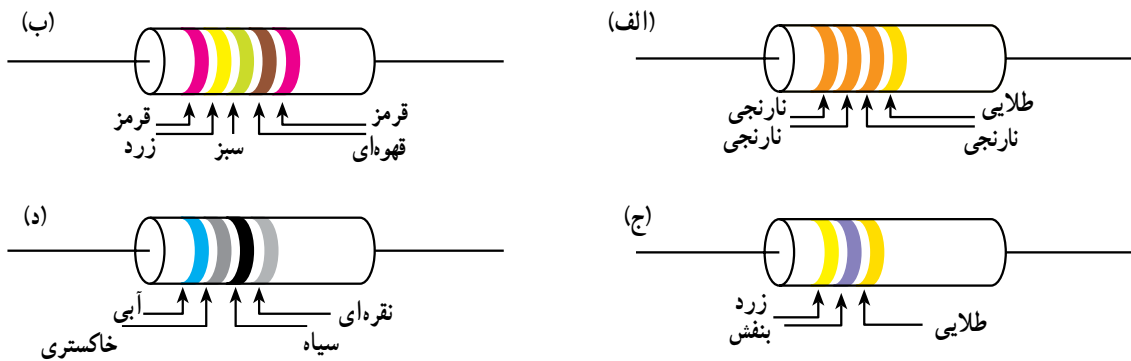 (الف)
نارنجی
نارنجی
طلایی
نارنجی
(ب)
قرمز
زرد
سبز
قرمز
قهوه‌ای
(ج)
زرد
بنفش
طلایی
(د)
آبی
خاکستری
نقره‌ای
سیاه